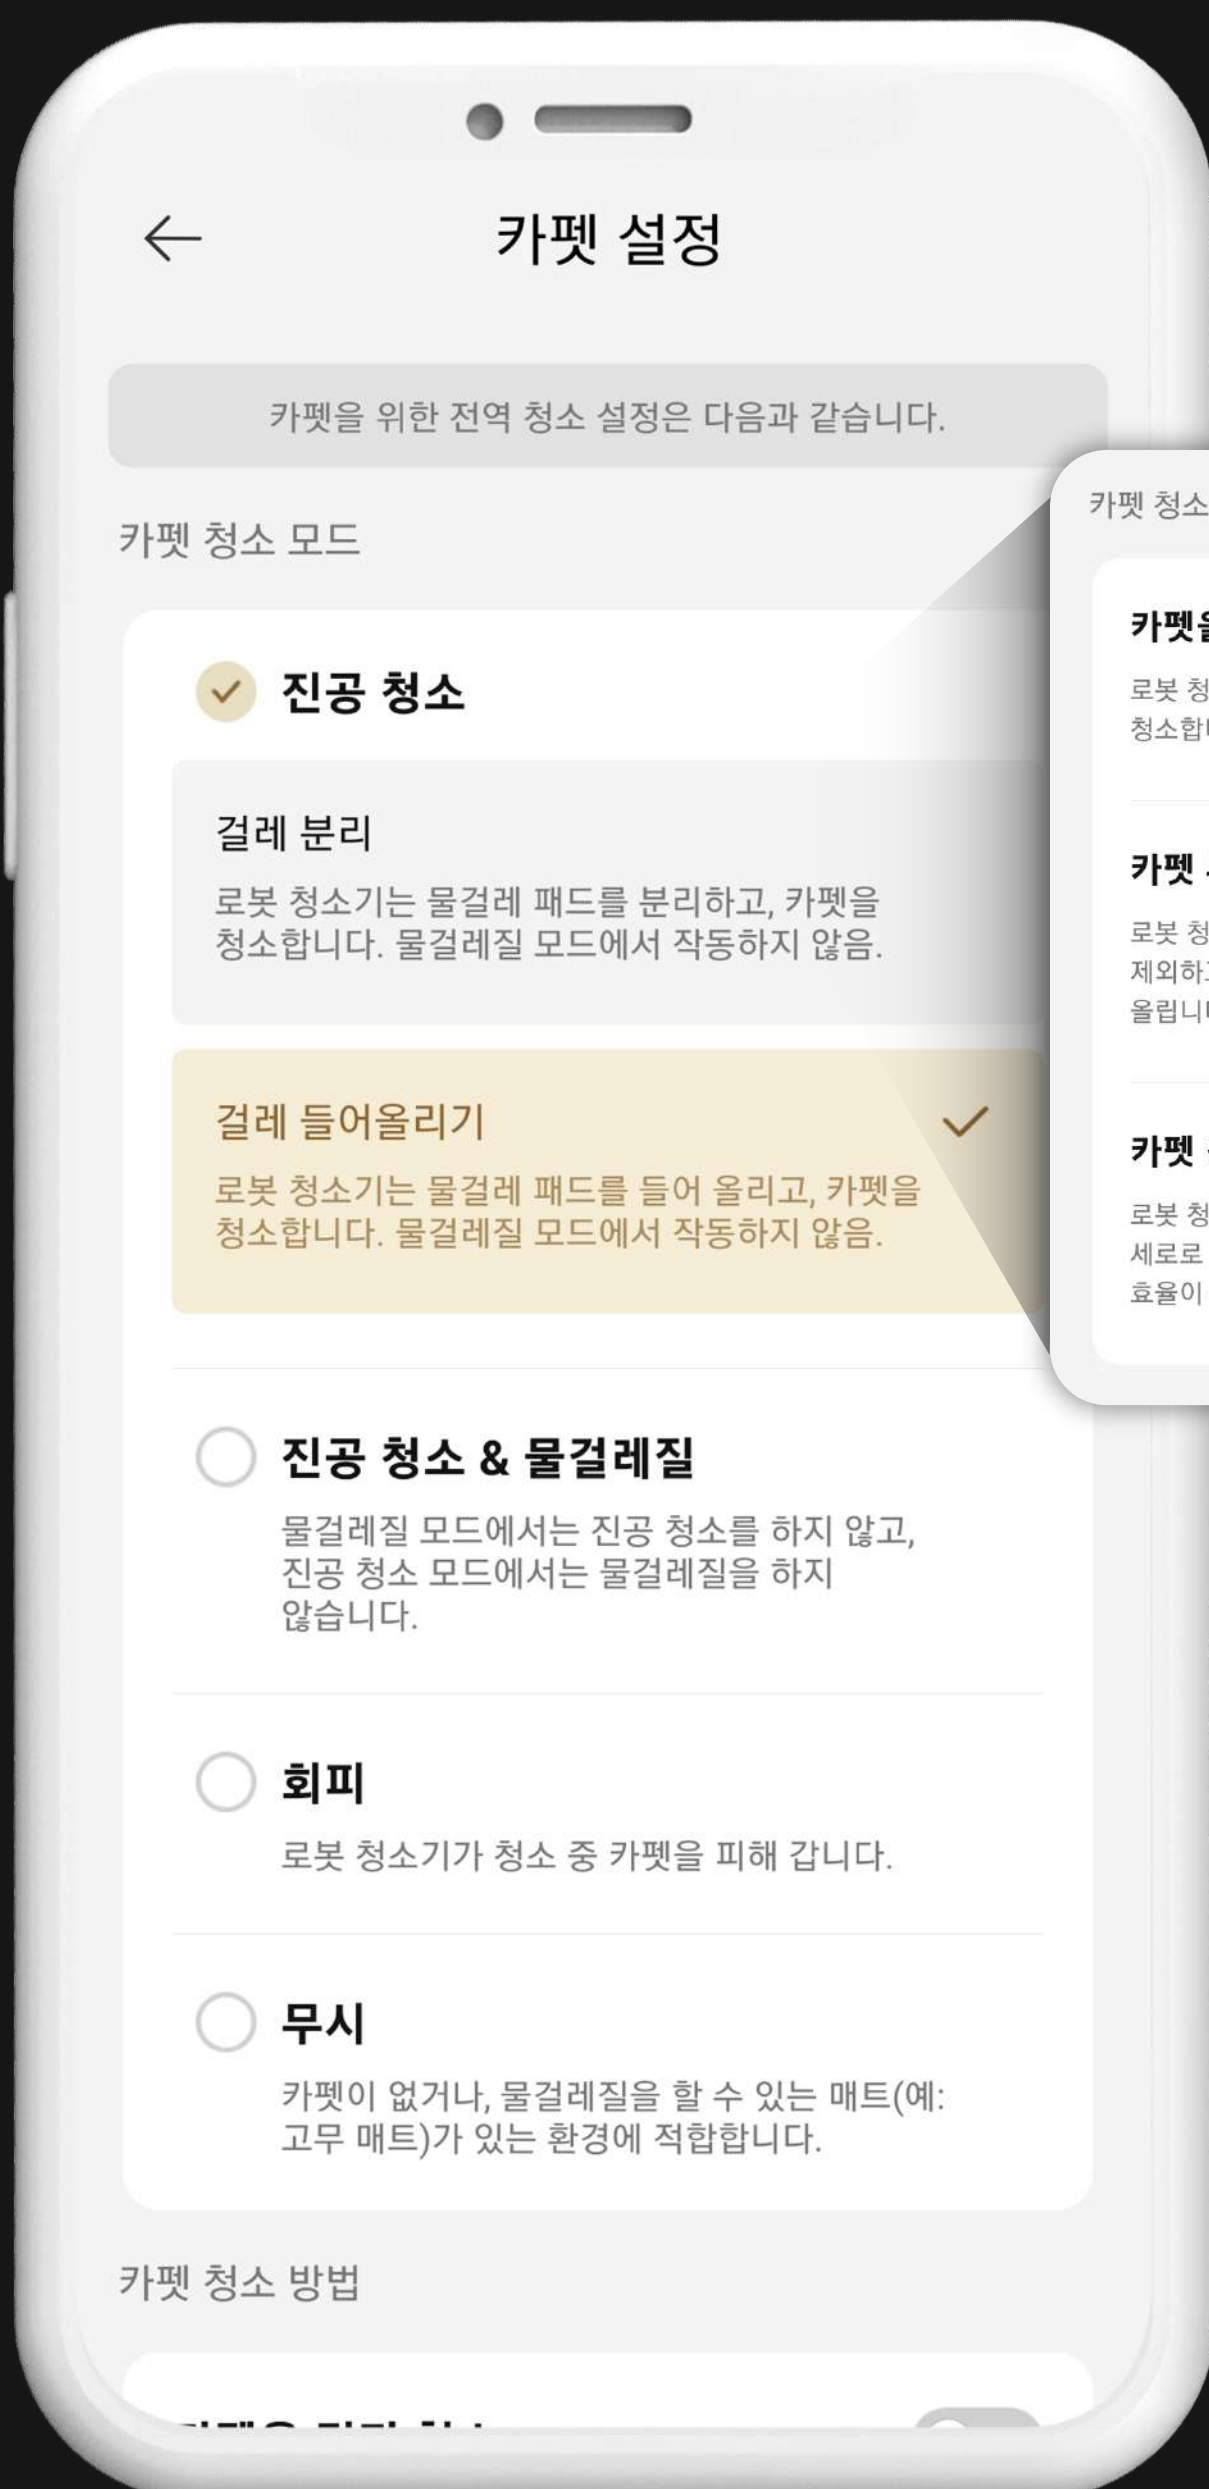 카펫 설정
카펫을 위한 전역 청소 설정은 다음과 같습니다.
카펫 청소 모드
진공 청소
걸레 분리
로봇 청소기는 물걸레 패드를 분리하고, 카펫을
청소합니다. 물걸레질 모드에서 작동하지 않음.
걸레 들어올리기
로봇 청소기는 물걸레 패드를 들어 올리고, 카펫을
청소합니다. 물걸레질 모드에서 작동하지 않음.
진공 청소 & 물걸레질
물걸레질 모드에서는 진공 청소를 하지 않고,
진공 청소 모드에서는 물걸레질을 하지
않습니다.
회피
로봇 청소기가 청소 중 카펫을 피해 갑니다.
무시
카펫이 없거나, 물걸레질을 할 수 있는 매트(예:
고무 매트)가 있는 환경에 적합합니다.
카펫 청소 방법
카펫 청소
로봇
카펫
로봇
카펫
로봇
세로로
효율이